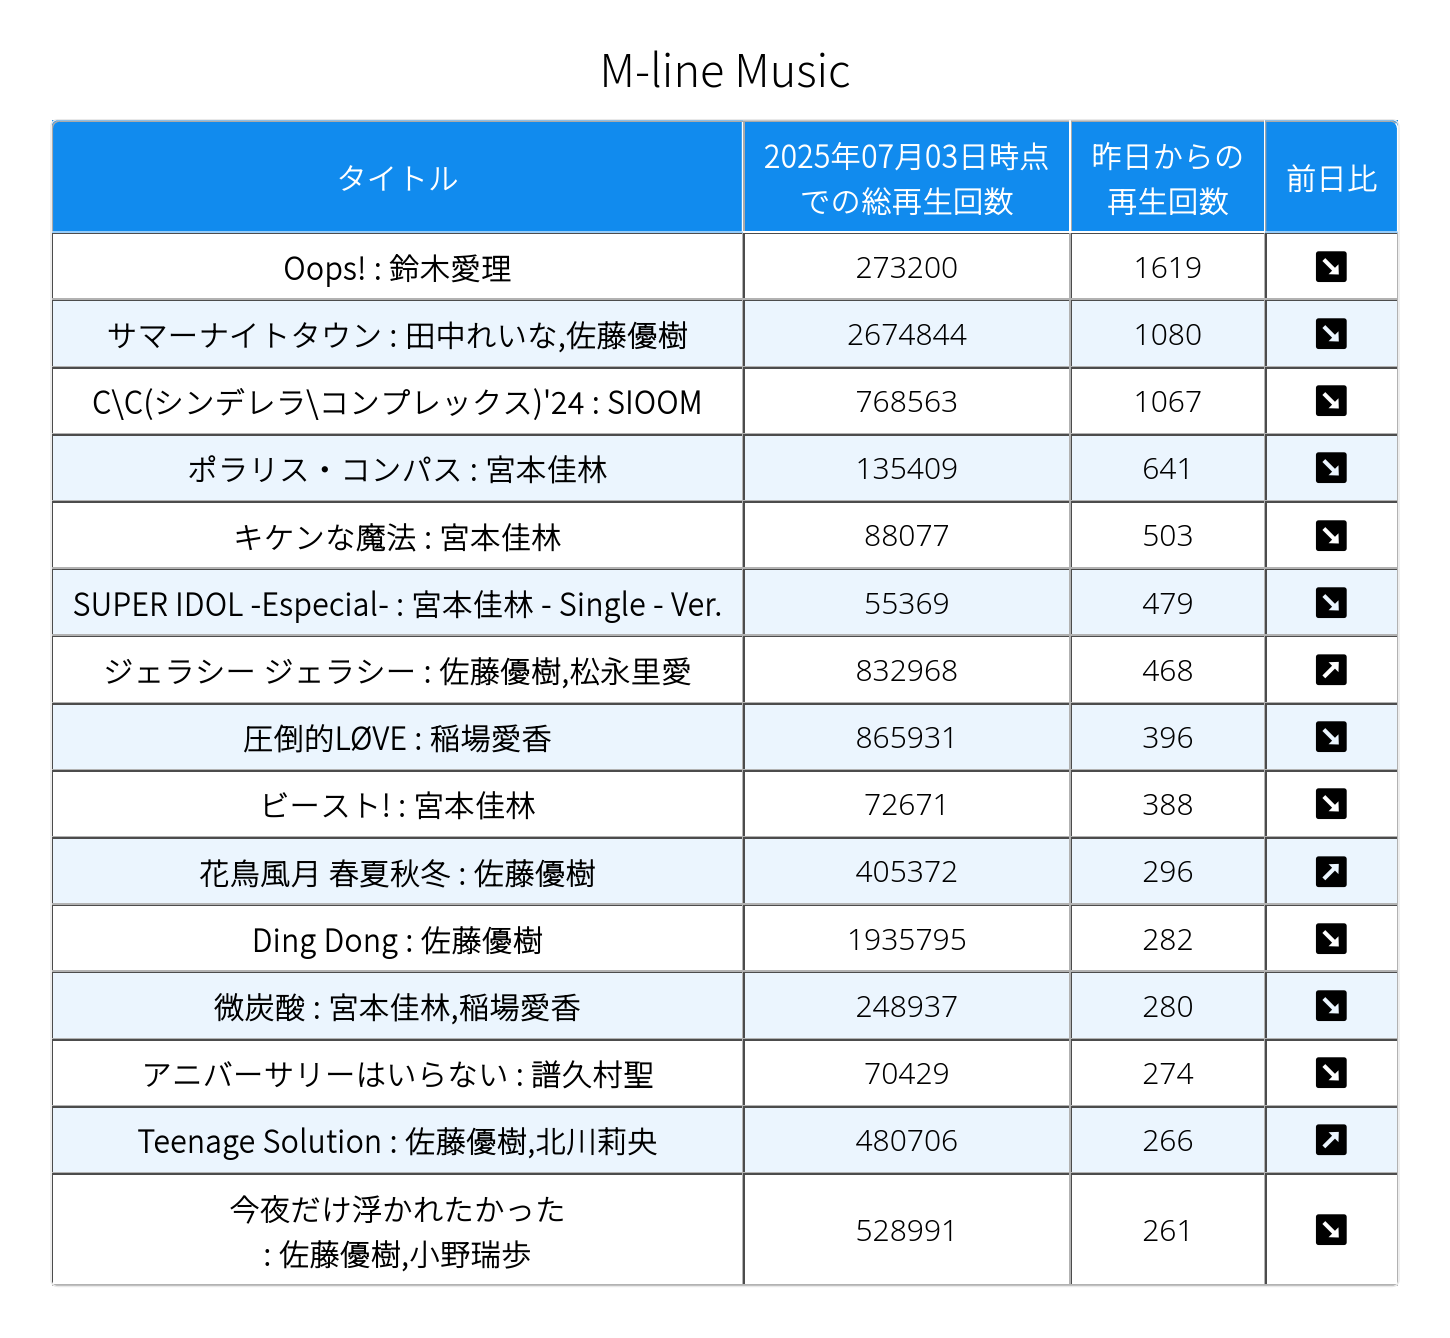 M-line Music
タイトル 2025年07月03日時点での総再生回数 昨日からの再生回数 前日比
Oops! : 鈴木愛理 273200 1619 ↘
サマーナイトタウン : 田中れいな,佐藤優樹 2674844 1080 ↘
C\C(シンデレラ\コンプレックス)'24 : SIOOM 768563 1067 ↘
ポラリス・コンパス : 宮本佳林 135409 641 ↘
キケンな魔法 : 宮本佳林 88077 503 ↘
SUPER IDOL -Especial- : 宮本佳林 - Single - Ver. 55369 479 ↘
ジェラシー ジェラシー : 佐藤優樹,松永里愛 832968 468 ↗
圧倒的LØVE : 稲場愛香 865931 396 ↘
ビースト! : 宮本佳林 72671 388 ↘
花鳥風月 春夏秋冬 : 佐藤優樹 405372 296 ↗
Ding Dong : 佐藤優樹 1935795 282 ↘
微炭酸 : 宮本佳林,稲場愛香 248937 280 ↘
アニバーサリーはいらない : 譜久村聖 70429 274 ↘
Teenage Solution : 佐藤優樹,北川莉央 480706 266 ↗
今夜だけ浮かれたかった
: 佐藤優樹,小野瑞歩 528991 261 ↘